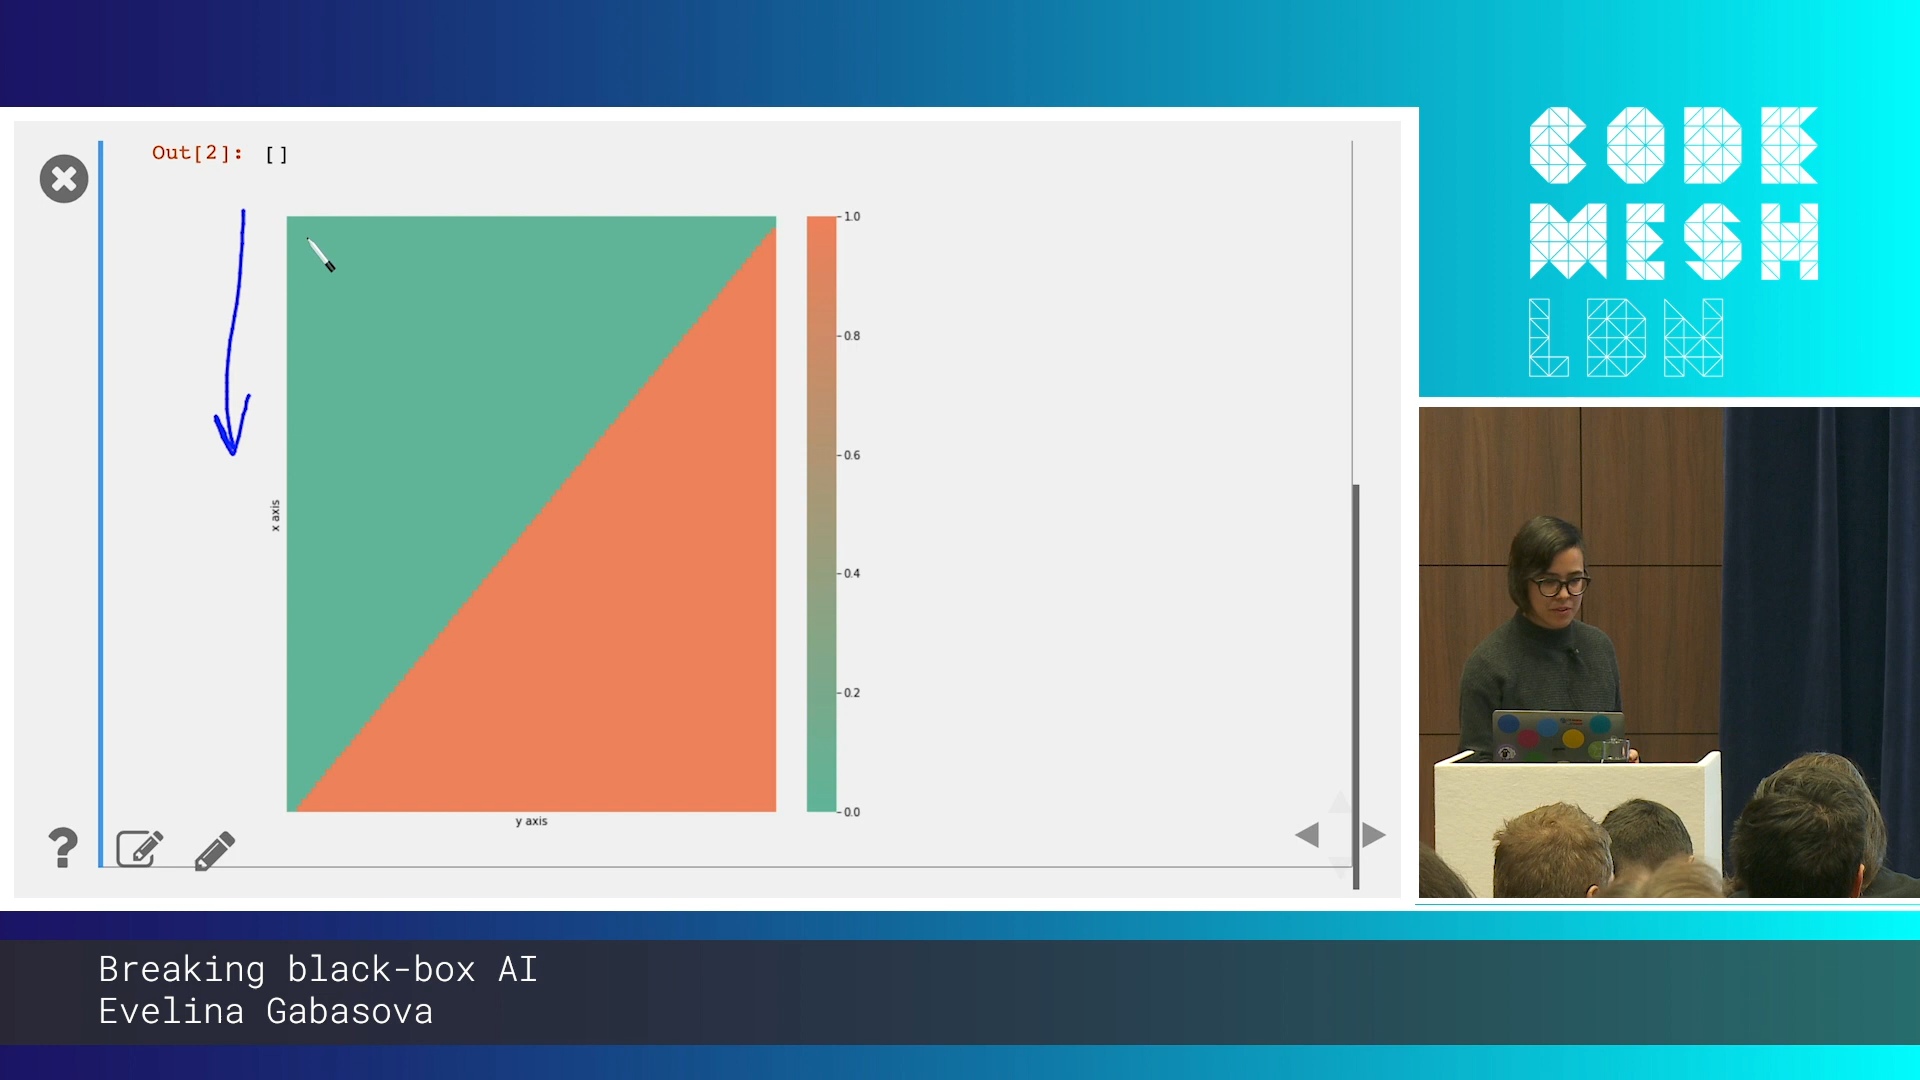 Out[2]: []
1.0
0.8
0.6
0.4
0.2
0.0
x axis
y axis
?
CODE
MESH
LDN
Breaking black-box AI
Evelina Gabasova